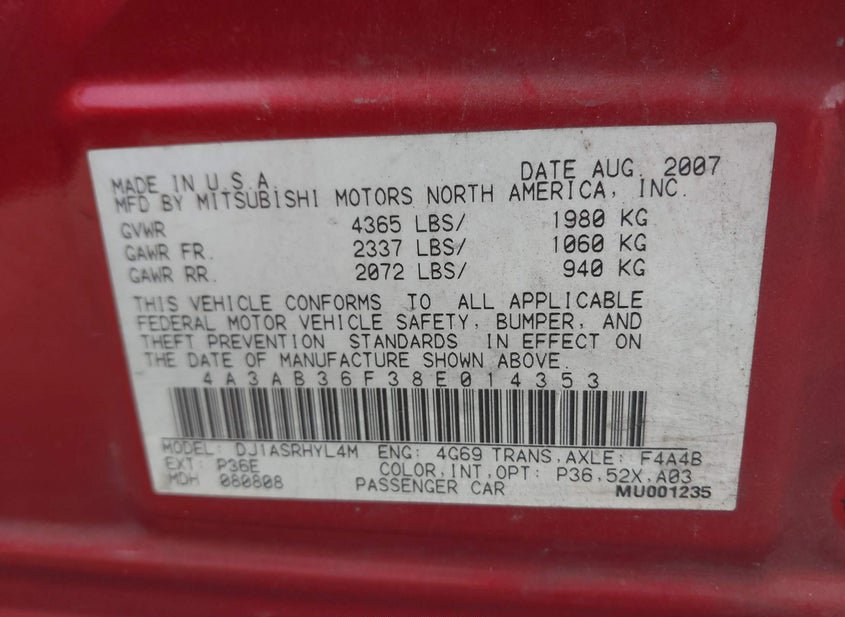 MADE IN U.S.A DATE AUG. 2007
MFD BY MITSUBISHI MOTORS NORTH AMERICA, INC.
GVWR 4365 LBS/ 1980 KG
GAWR FR. 2337 LBS/ 1060 KG
GAWR RR. 2072 LBS/ 940 KG
THIS VEHICLE CONFORMS TO ALL APPLICABLE
FEDERAL MOTOR VEHICLE SAFETY, BUMPER, AND
THEFT PREVENTION STANDARDS IN EFFECT ON
THE DATE OF MANUFACTURE SHOWN ABOVE.
4A3AB36F38E014353
MODEL: DJ1ASRHYL4M ENG: 4G69 TRANS,AXLE: F4A4B
EXT: P36E COLOR,INT,OPT: P36,52X,A03
MDH 080808 PASSENGER CAR MU001235